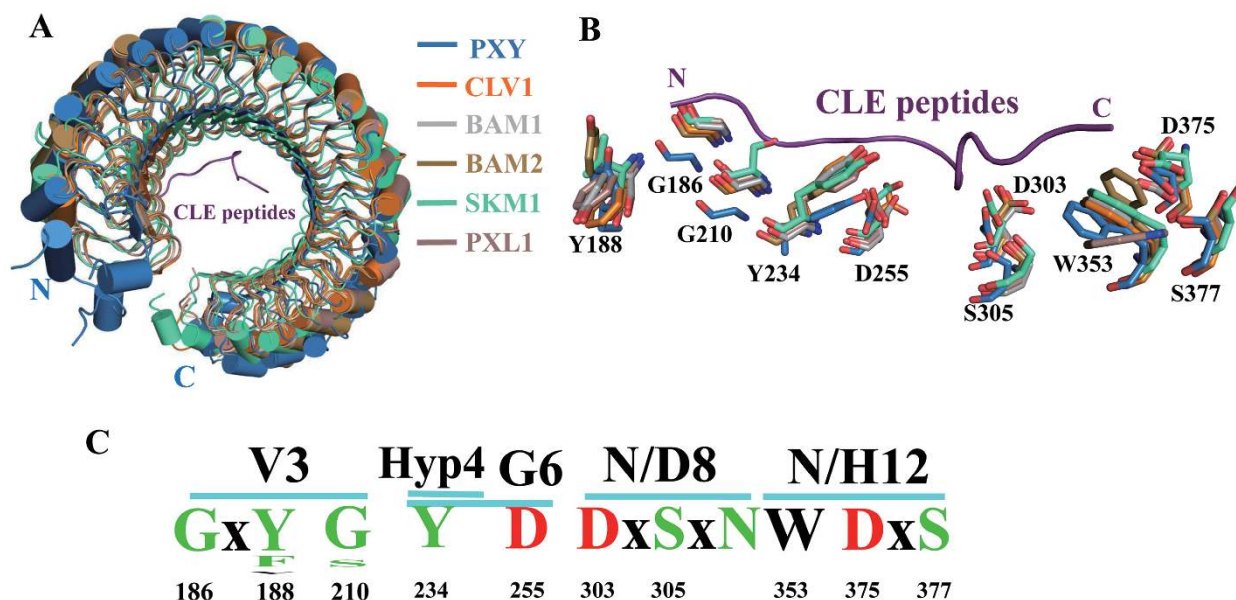 A
PXY
CLV1
BAM1
BAM2
SKM1
PXL1
CLE peptides
N
C
B
N
CLE peptides
C
D375
G186
D303
Y188
G210
Y234
D255
W353
S305
S377
C
V3 Hyp4 G6 N/D8 N/H12
GxY G Y D DxSxN W DxS
F S
186 188 210 234 255 303 305 353 375 377